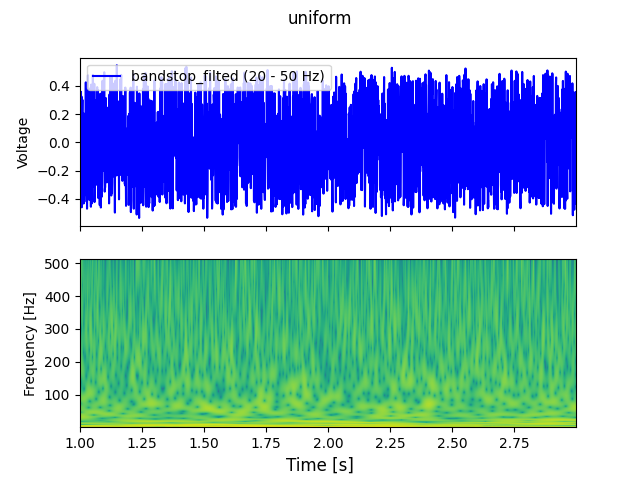 uniform
bandstop_filted (20 - 50 Hz)
Voltage
0.4
0.2
0.0
−0.2
−0.4
Frequency [Hz]
500
400
300
200
100
1.00 1.25 1.50 1.75 2.00 2.25 2.50 2.75
Time [s]